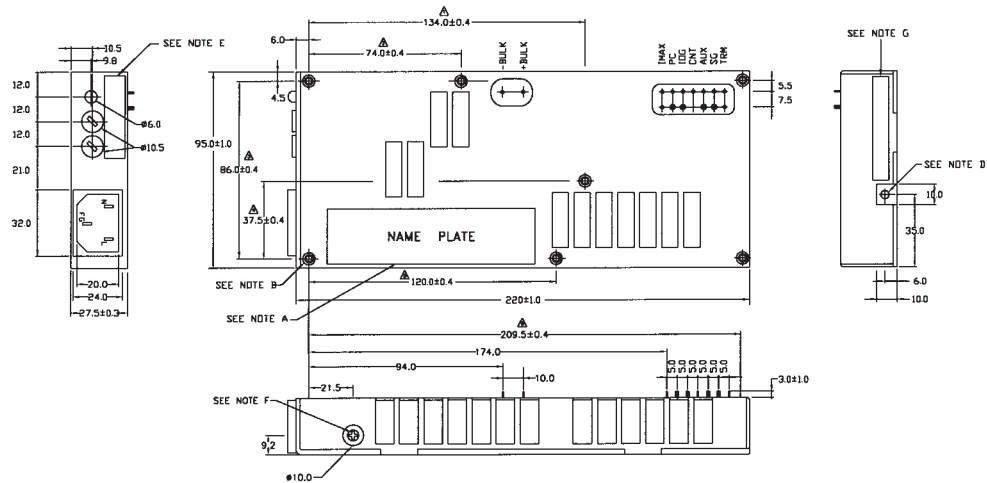 134.0±0.4
74.0±0.4
6.0
4.5
10.5
9.8
SEE NOTE E
12.0
12.0
12.0
21.0
32.0
ø6.0
ø10.5
N
FG
L
20.0
24.0
27.5±0.3
95.0±1.0
86.0±0.4
37.5±0.4
-BULK
+BULK
IMAX
PC
IOG
CNT
AUX
SG
TRM
5.5
7.5
NAME PLATE
SEE NOTE B
SEE NOTE A
120.0±0.4
220±1.0
SEE NOTE G
SEE NOTE D
10.0
35.0
6.0
10.0
209.5±0.4
174.0
94.0
10.0
21.5
5.0
5.0
5.0
5.0
5.0
5.0
3.0±1.0
SEE NOTE F
9.2
ø10.0